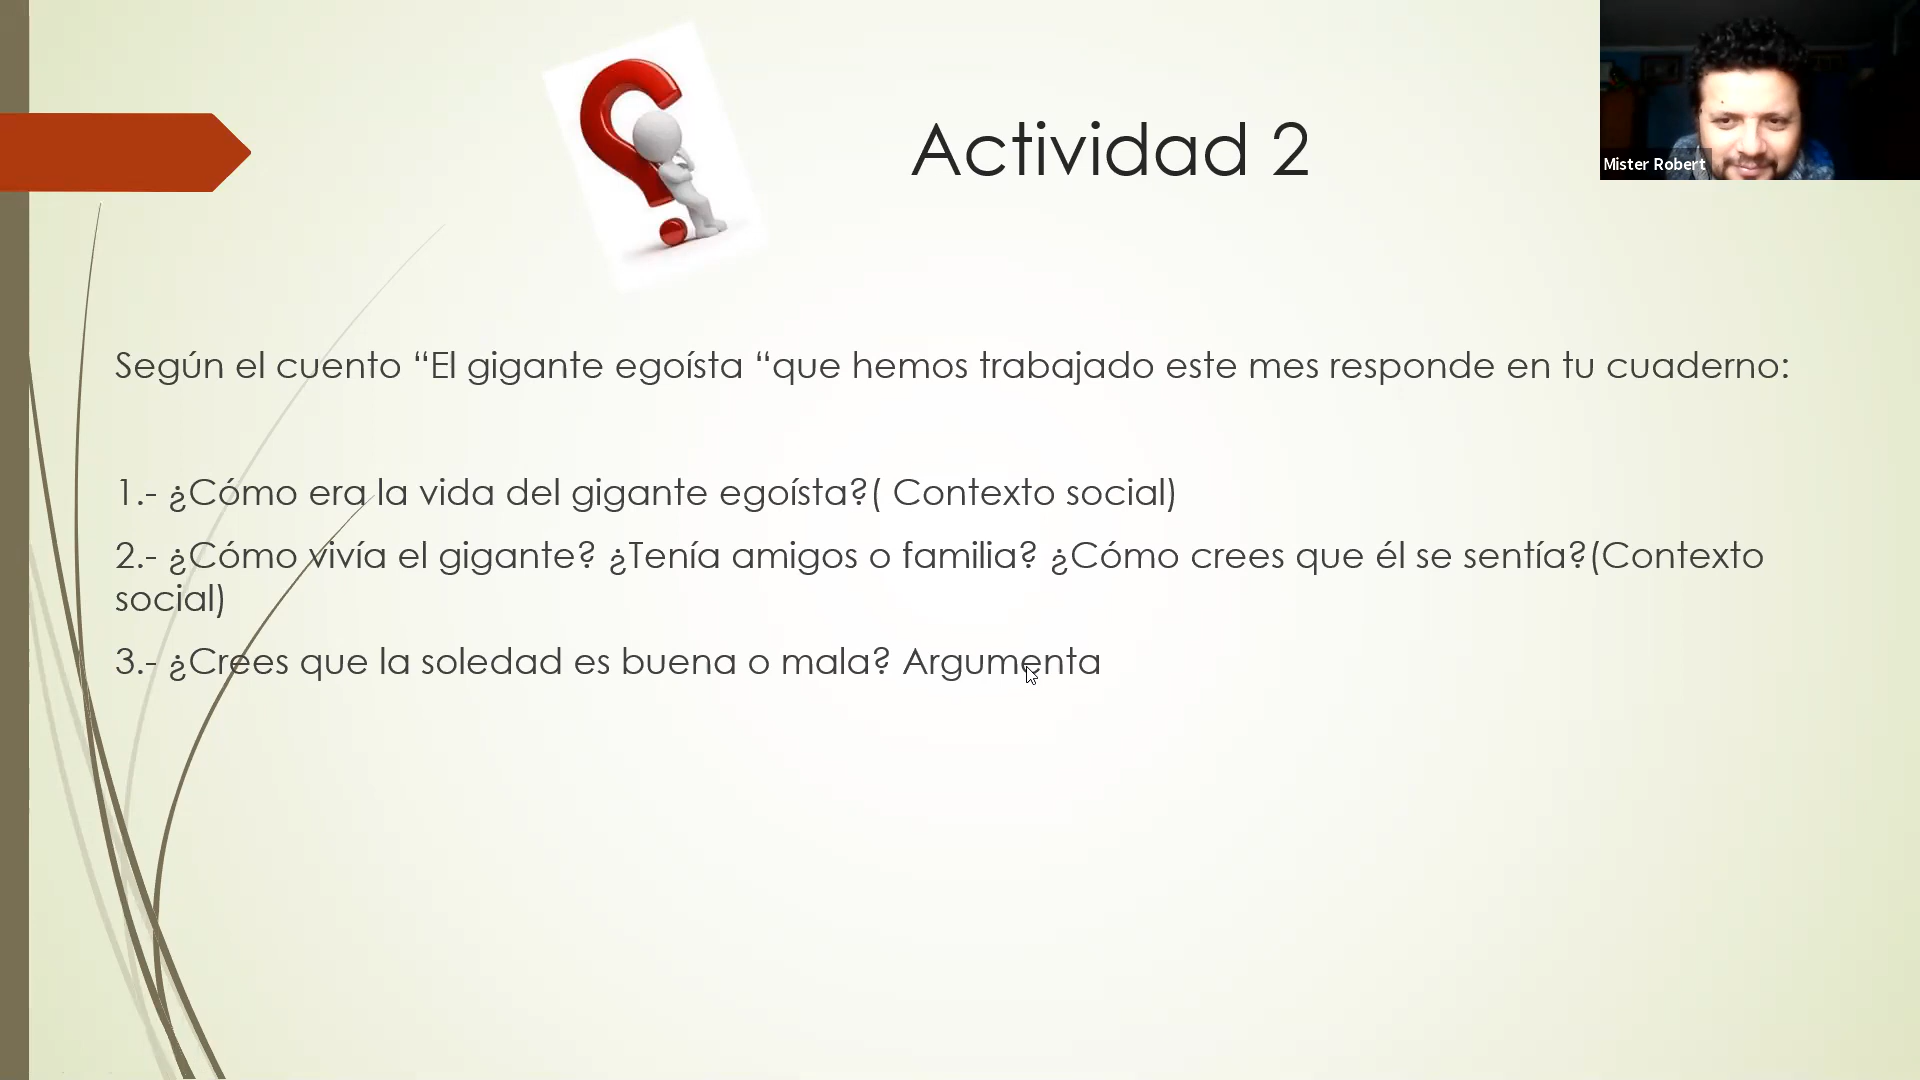 Actividad 2
Mister Robert
Según el cuento “El gigante egoísta “que hemos trabajado este mes responde en tu cuaderno:
1.- ¿Cómo era la vida del gigante egoísta?( Contexto social)
2.- ¿Cómo vivía el gigante? ¿Tenía amigos o familia? ¿Cómo crees que él se sentía?(Contexto
social)
3.- ¿Crees que la soledad es buena o mala? Argumenta